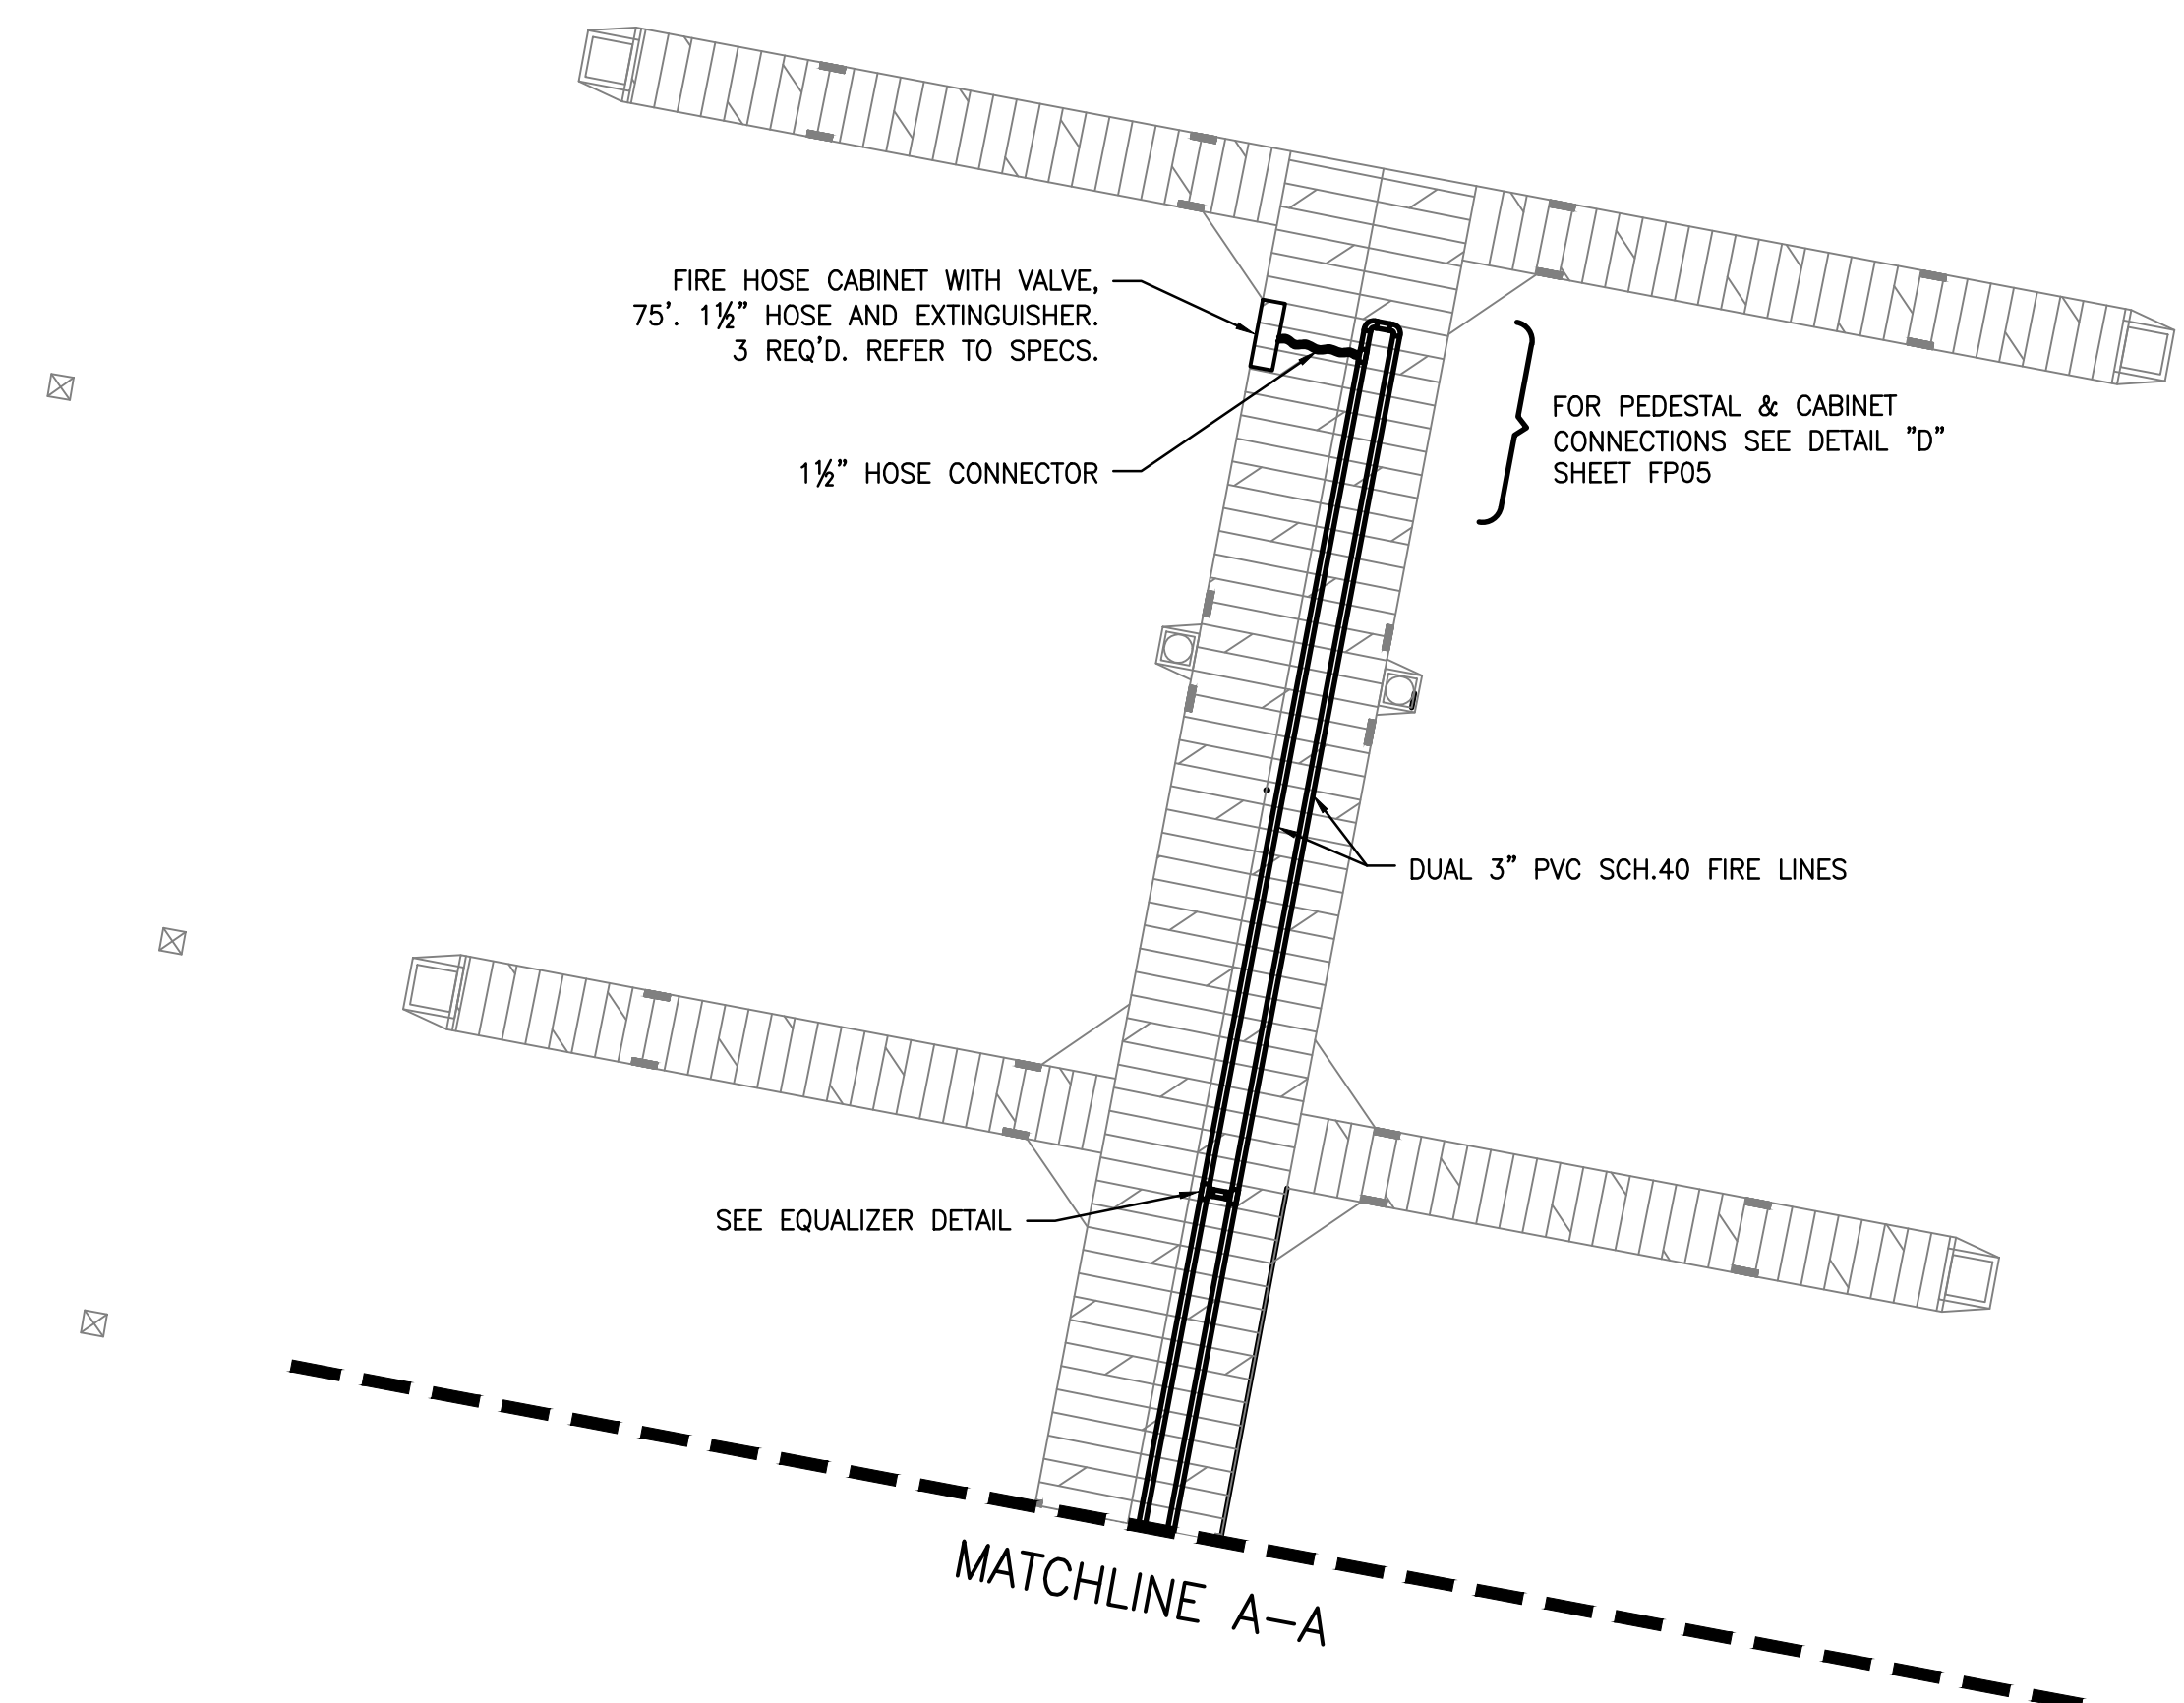 FIRE HOSE CABINET WITH VALVE,
75'. 1½" HOSE AND EXTINGUISHER.
3 REQ'D. REFER TO SPECS.
FOR PEDESTAL & CABINET
CONNECTIONS SEE DETAIL "D"
SHEET FP05
1½" HOSE CONNECTOR
DUAL 3" PVC SCH.40 FIRE LINES
SEE EQUALIZER DETAIL
MATCHLINE A-A